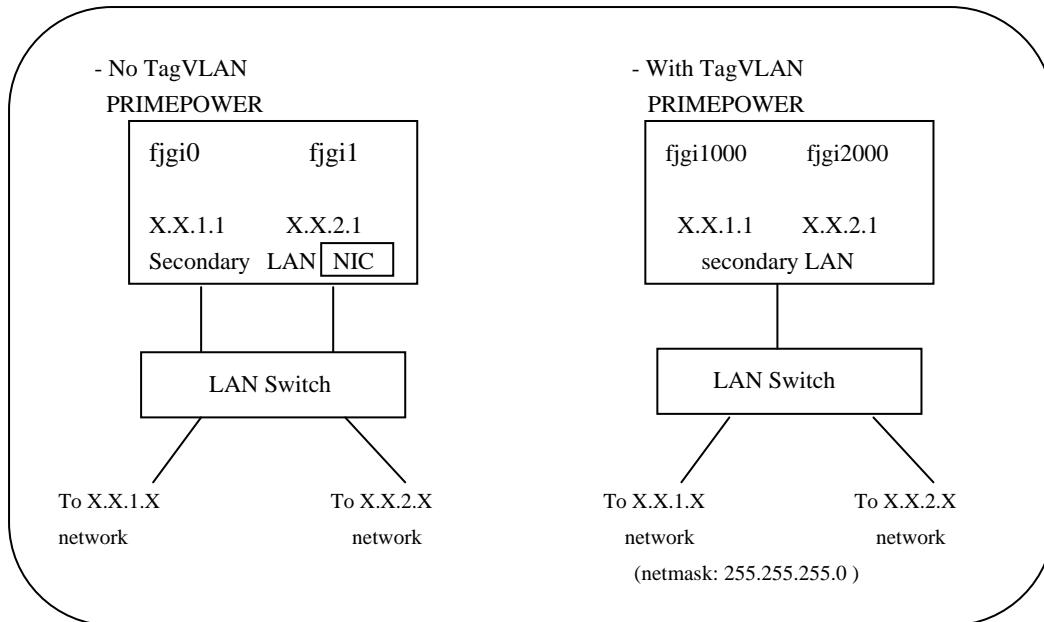 - No TagVLAN
PRIMEPOWER
fjgi0 fjgi1
X.X.1.1 X.X.2.1
Secondary LAN NIC
LAN Switch
To X.X.1.X To X.X.2.X
network network
- With TagVLAN
PRIMEPOWER
fjgi1000 fjgi2000
X.X.1.1 X.X.2.1
secondary LAN
LAN Switch
To X.X.1.X To X.X.2.X
network network
(netmask: 255.255.255.0 )